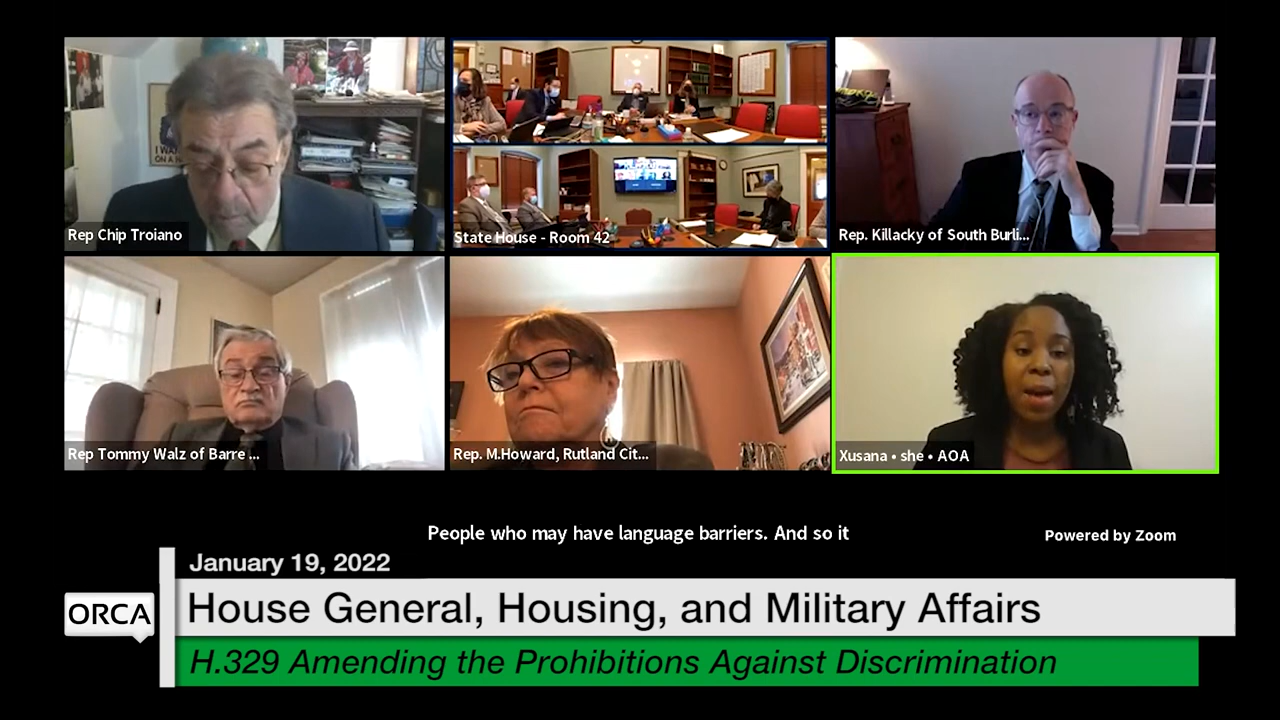 I WA
ON A H
Rep Chip Troiano
State House - Room 42
Rep. Killacky of South Burli...
Rep Tommy Walz of Barre ...
Rep. M.Howard, Rutland Cit...
Xusana • she • AOA
People who may have language barriers. And so it
Powered by Zoom
January 19, 2022
ORCA
House General, Housing, and Military Affairs
H.329 Amending the Prohibitions Against Discrimination